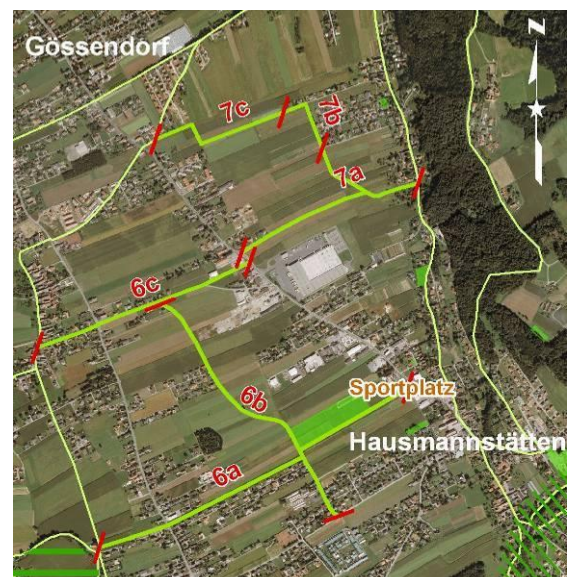 N
Gössendorf
7c
7b
7a
6c
6b
Sportplatz
Hausmannstätten
6a